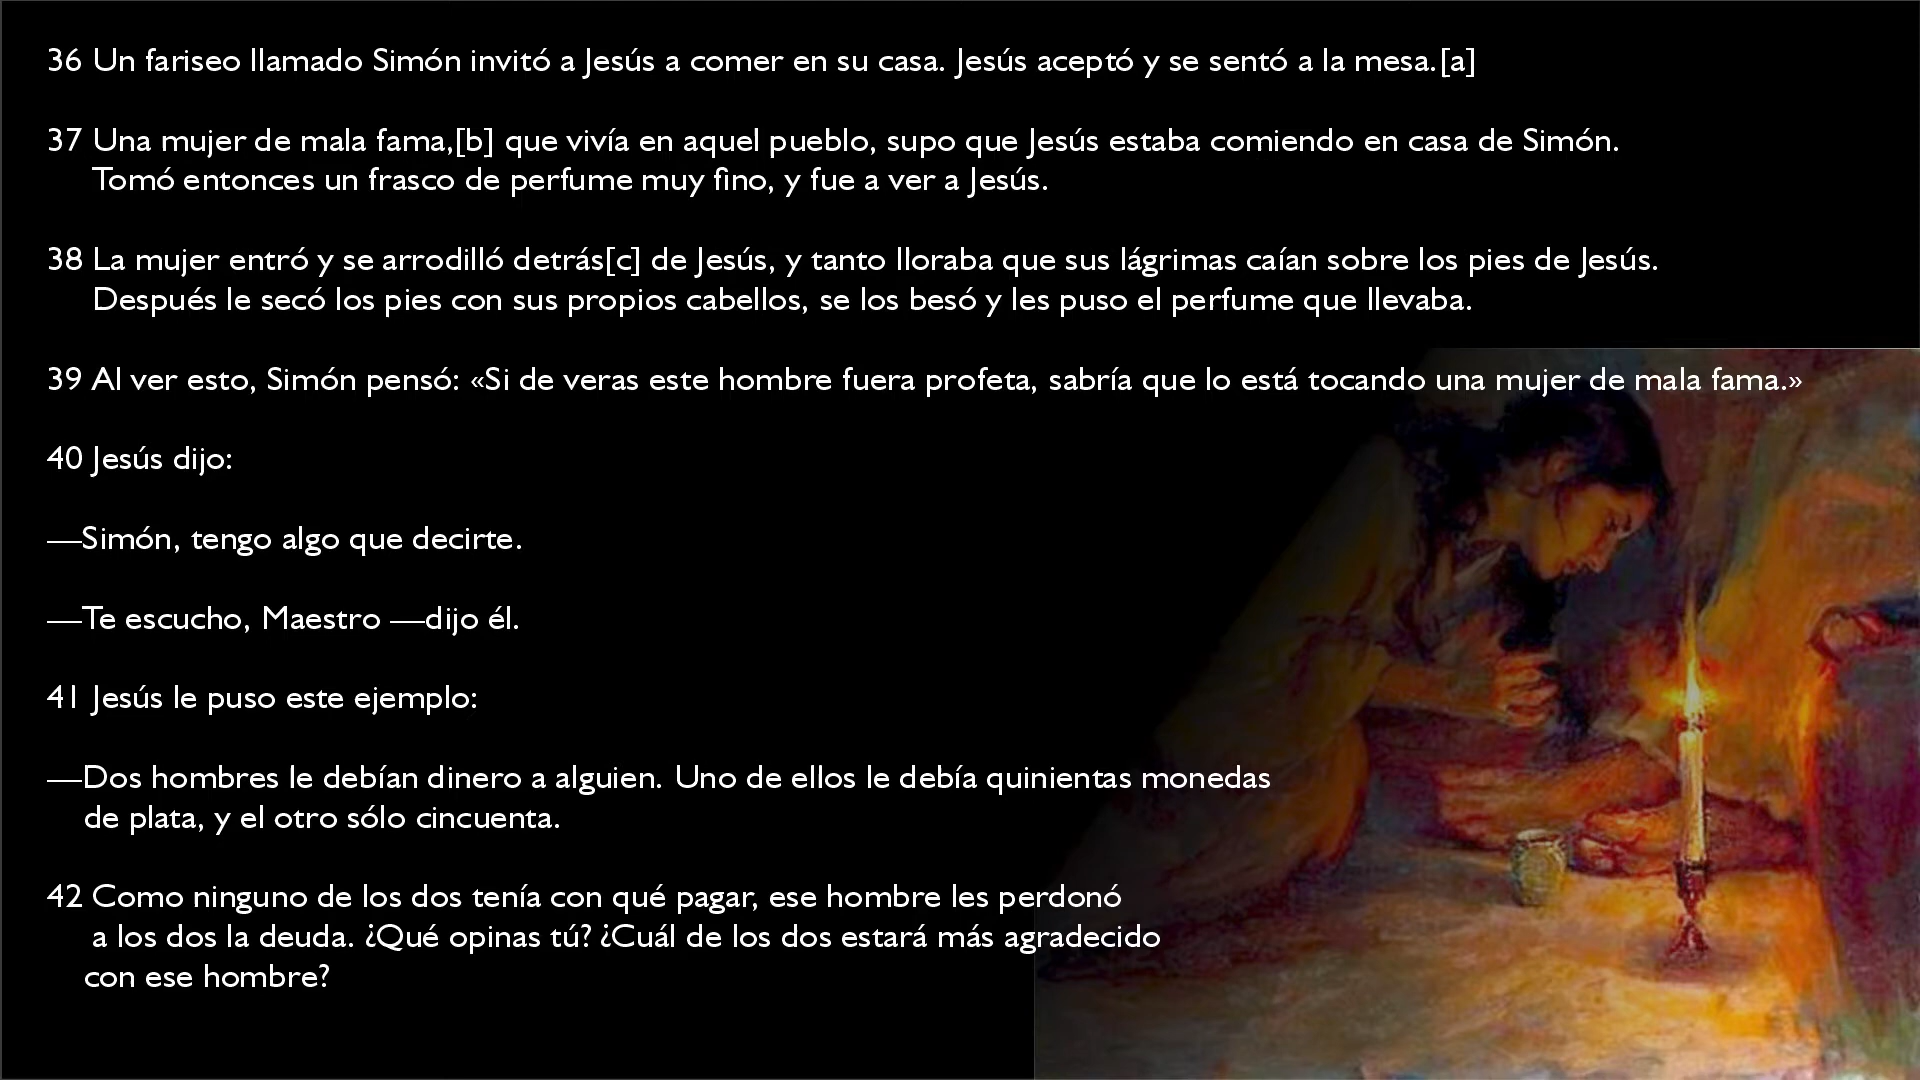 36 Un fariseo llamado Simón invitó a Jesús a comer en su casa. Jesús aceptó y se sentó a la mesa.[a]
37 Una mujer de mala fama,[b] que vivía en aquel pueblo, supo que Jesús estaba comiendo en casa de Simón.
Tomó entonces un frasco de perfume muy fino, y fue a ver a Jesús.
38 La mujer entró y se arrodilló detrás[c] de Jesús, y tanto lloraba que sus lágrimas caían sobre los pies de Jesús.
Después le secó los pies con sus propios cabellos, se los besó y les puso el perfume que llevaba.
39 Al ver esto, Simón pensó: «Si de veras este hombre fuera profeta, sabría que lo está tocando una mujer de mala fama.»
40 Jesús dijo:
—Simón, tengo algo que decirte.
—Te escucho, Maestro —dijo él.
41 Jesús le puso este ejemplo:
—Dos hombres le debían dinero a alguien. Uno de ellos le debía quinientas monedas
de plata, y el otro sólo cincuenta.
42 Como ninguno de los dos tenía con qué pagar, ese hombre les perdonó
a los dos la deuda. ¿Qué opinas tú? ¿Cuál de los dos estará más agradecido
con ese hombre?